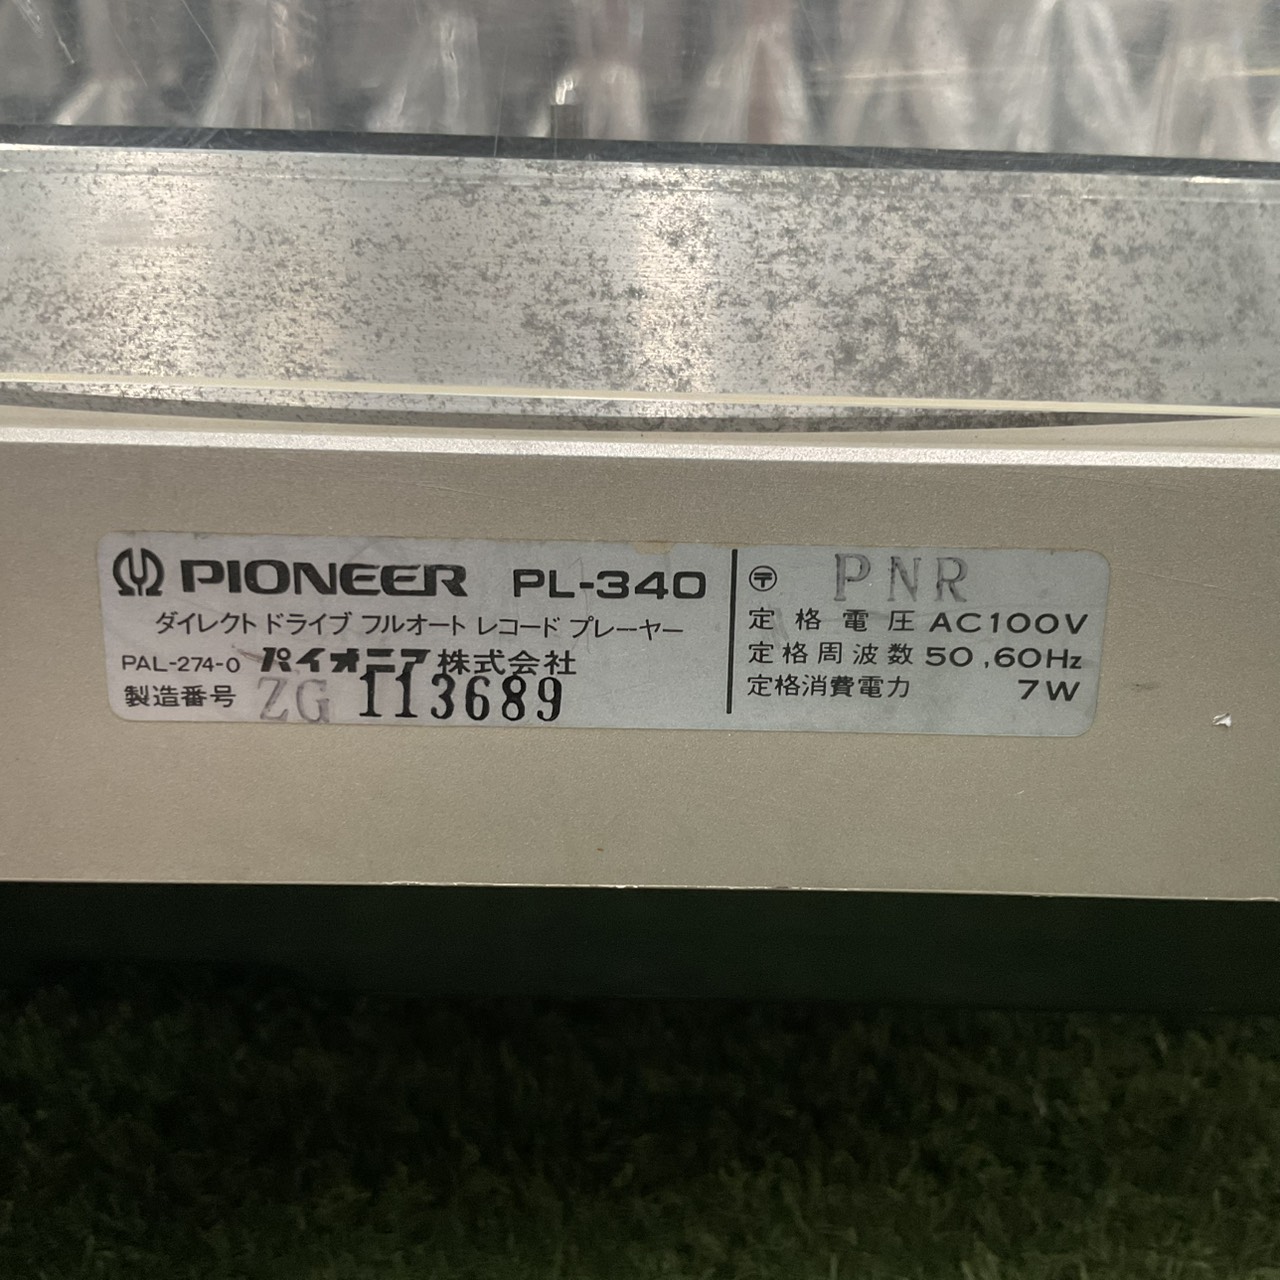 PIONEER PL-340
ダイレクトドライブ フルオート レコード プレーヤー
PAL-274-0 パイオニア株式会社
製造番号 ZG 113689
〒 PNR
定格電圧 AC100V
定格周波数 50,60Hz
定格消費電力 7W